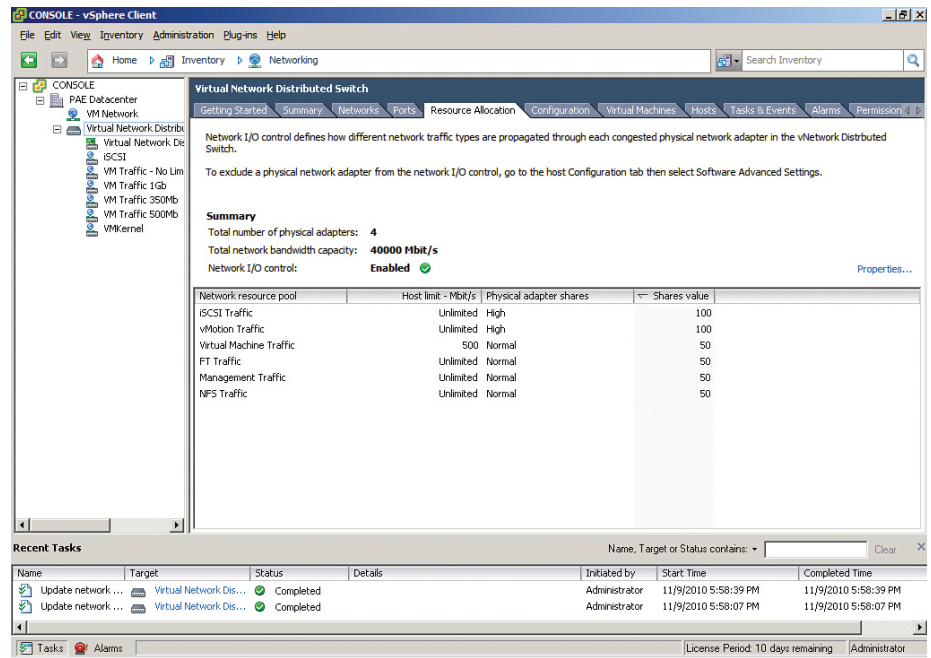 CONSOLE - vSphere Client
File Edit View Inventory Administration Plug-ins Help
Home Inventory Networking Search Inventory
CONSOLE
PAE Datacenter
VM Network
Virtual Network Distribu
Virtual Network Dis
iSCSI
VM Traffic - No Lim
VM Traffic 1Gb
VM Traffic 350Mb
VM Traffic 500Mb
VMKernel
Virtual Network Distributed Switch
Getting Started Summary Networks Ports Resource Allocation Configuration Virtual Machines Hosts Tasks & Events Alarms Permission
Network I/O control defines how different network traffic types are propagated through each congested physical network adapter in the vNetwork Distrbuted
Switch.
To exclude a physical network adapter from the network I/O control, go to the host Configuration tab then select Software Advanced Settings.
Summary
Total number of physical adapters: 4
Total network bandwidth capacity: 40000 Mbit/s
Network I/O control: Enabled
Properties...
Network resource pool Host limit - Mbit/s Physical adapter shares Shares value
iSCSI Traffic Unlimited High 100
vMotion Traffic Unlimited High 100
Virtual Machine Traffic 500 Normal 50
FT Traffic Unlimited Normal 50
Management Traffic Unlimited Normal 50
NFS Traffic Unlimited Normal 50
Recent Tasks Name, Target or Status contains: Clear
Name Target Status Details Initiated by Start Time Completed Time
Update network ... Virtual Network Dis... Completed Administrator 11/9/2010 5:58:39 PM 11/9/2010 5:58:39 PM
Update network ... Virtual Network Dis... Completed Administrator 11/9/2010 5:58:07 PM 11/9/2010 5:58:07 PM
Tasks Alarms License Period: 10 days remaining Administrator